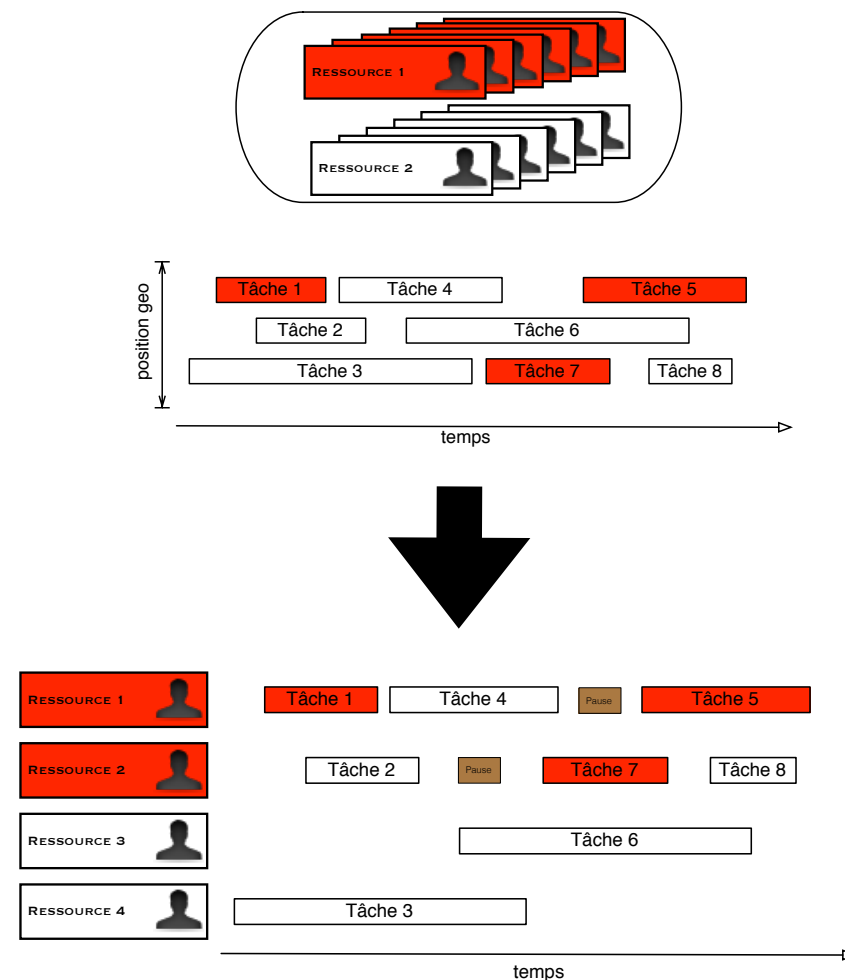 RESSOURCE 1
RESSOURCE 2
position geo
Tâche 1 Tâche 4 Tâche 5
Tâche 2 Tâche 6
Tâche 3 Tâche 7 Tâche 8
temps
RESSOURCE 1 Tâche 1 Tâche 4 Pause Tâche 5
RESSOURCE 2 Tâche 2 Pause Tâche 7 Tâche 8
RESSOURCE 3 Tâche 6
RESSOURCE 4 Tâche 3
temps